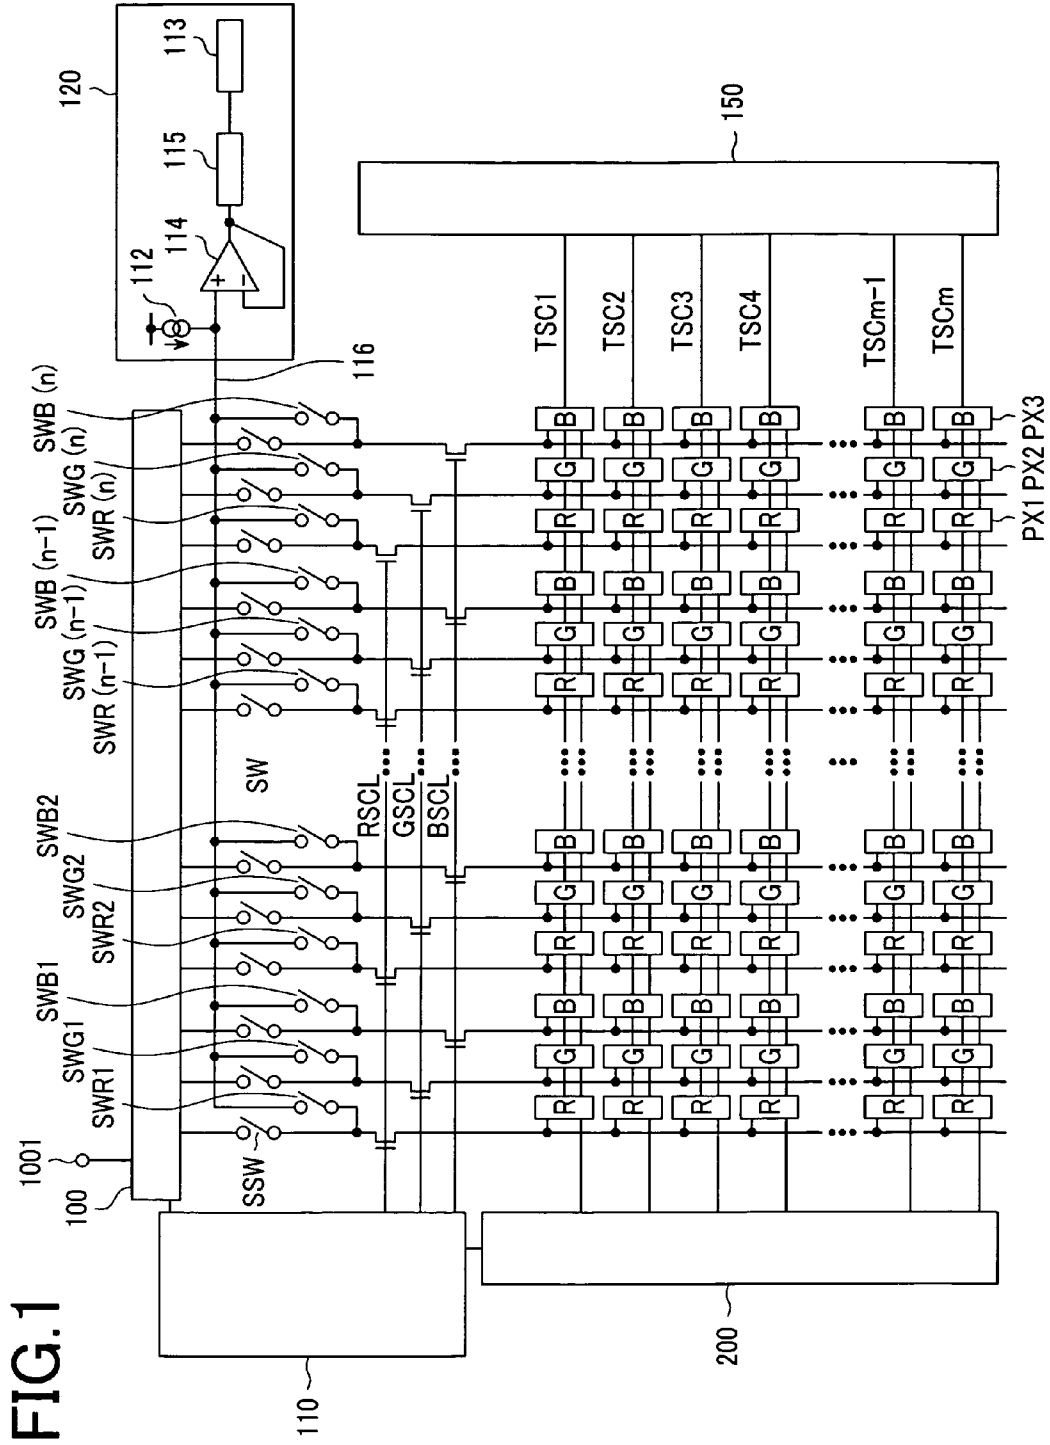 FIG.1
110
200
100
1001
SSW
SWR1
SWG1
SWB1
SWR2
SWG2
SWB2
SW
SWR (n-1)
SWG (n-1)
SWB (n-1)
SWR (n)
SWG (n)
SWB (n)
116
120
112
114
115
113
+
−
RSCL
GSCL
BSCL
150
TSC1
TSC2
TSC3
TSC4
TSCm-1
TSCm
R G B R G B R G B R G B
R G B R G B R G B R G B
R G B R G B R G B R G B
R G B R G B R G B R G B
R G B R G B R G B R G B
R G B R G B R G B R G B
PX1 PX2 PX3